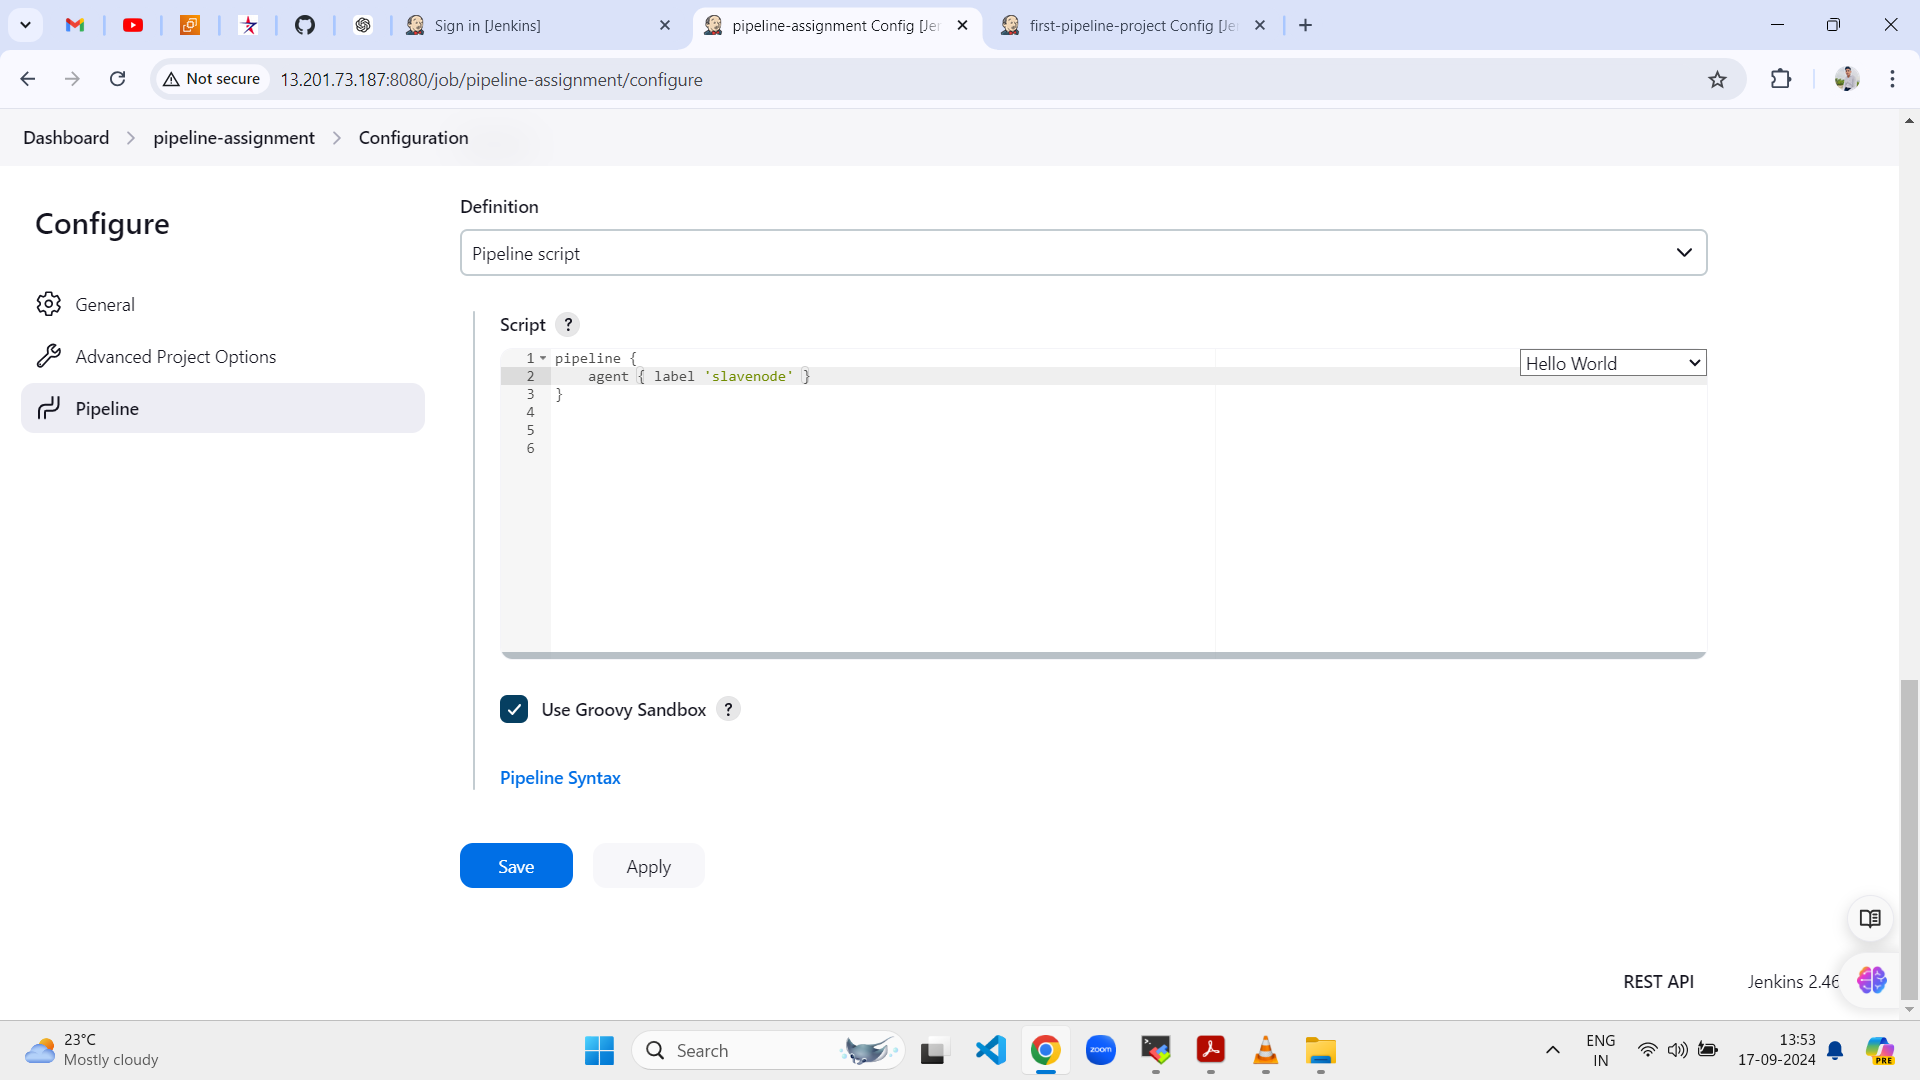 Sign in [Jenkins]
pipeline-assignment Config [Je
first-pipeline-project Config [Je
Not secure
13.201.73.187:8080/job/pipeline-assignment/configure
Dashboard
pipeline-assignment
Configuration
Configure
General
Advanced Project Options
Pipeline
Definition
Pipeline script
Script ?
Hello World
1 pipeline {
2 agent { label 'slavenode' }
3 }
4
5
6
Use Groovy Sandbox ?
Pipeline Syntax
Save
Apply
REST API
Jenkins 2.46
23°C
Mostly cloudy
Search
zoom
ENG
IN
13:53
17-09-2024
PRE